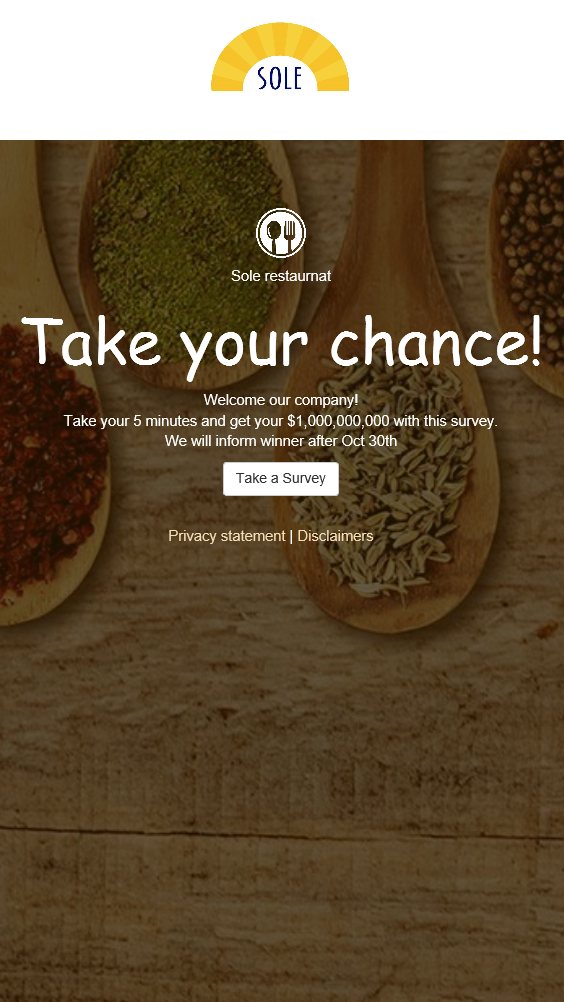 SOLE
Sole restaurnat
Take your chance!
Welcome our company!
Take your 5 minutes and get your $1,000,000,000 with this survey.
We will inform winner after Oct 30th
Take a Survey
Privacy statement | Disclaimers